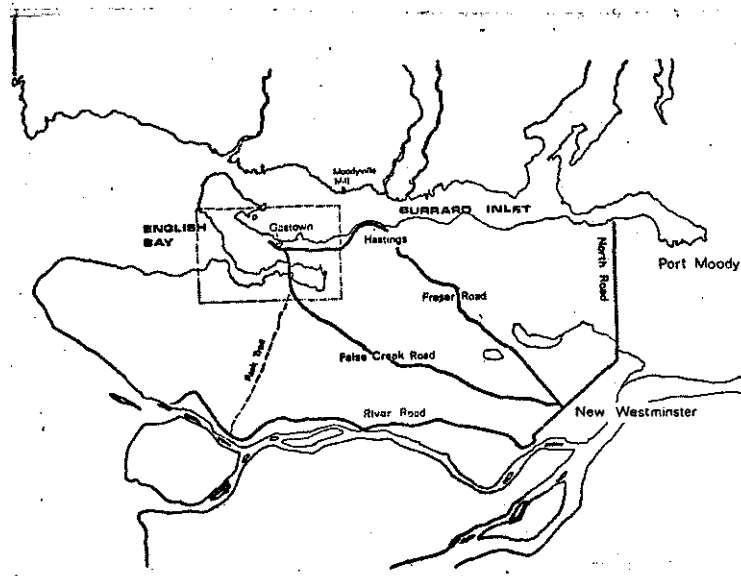 Moodyville
Mill
BURRARD INLET
ENGLISH
BAY
Gastown
Hastings
North Road
Port Moody
Fraser Road
False Creek Road
Trail
River Road
New Westminster